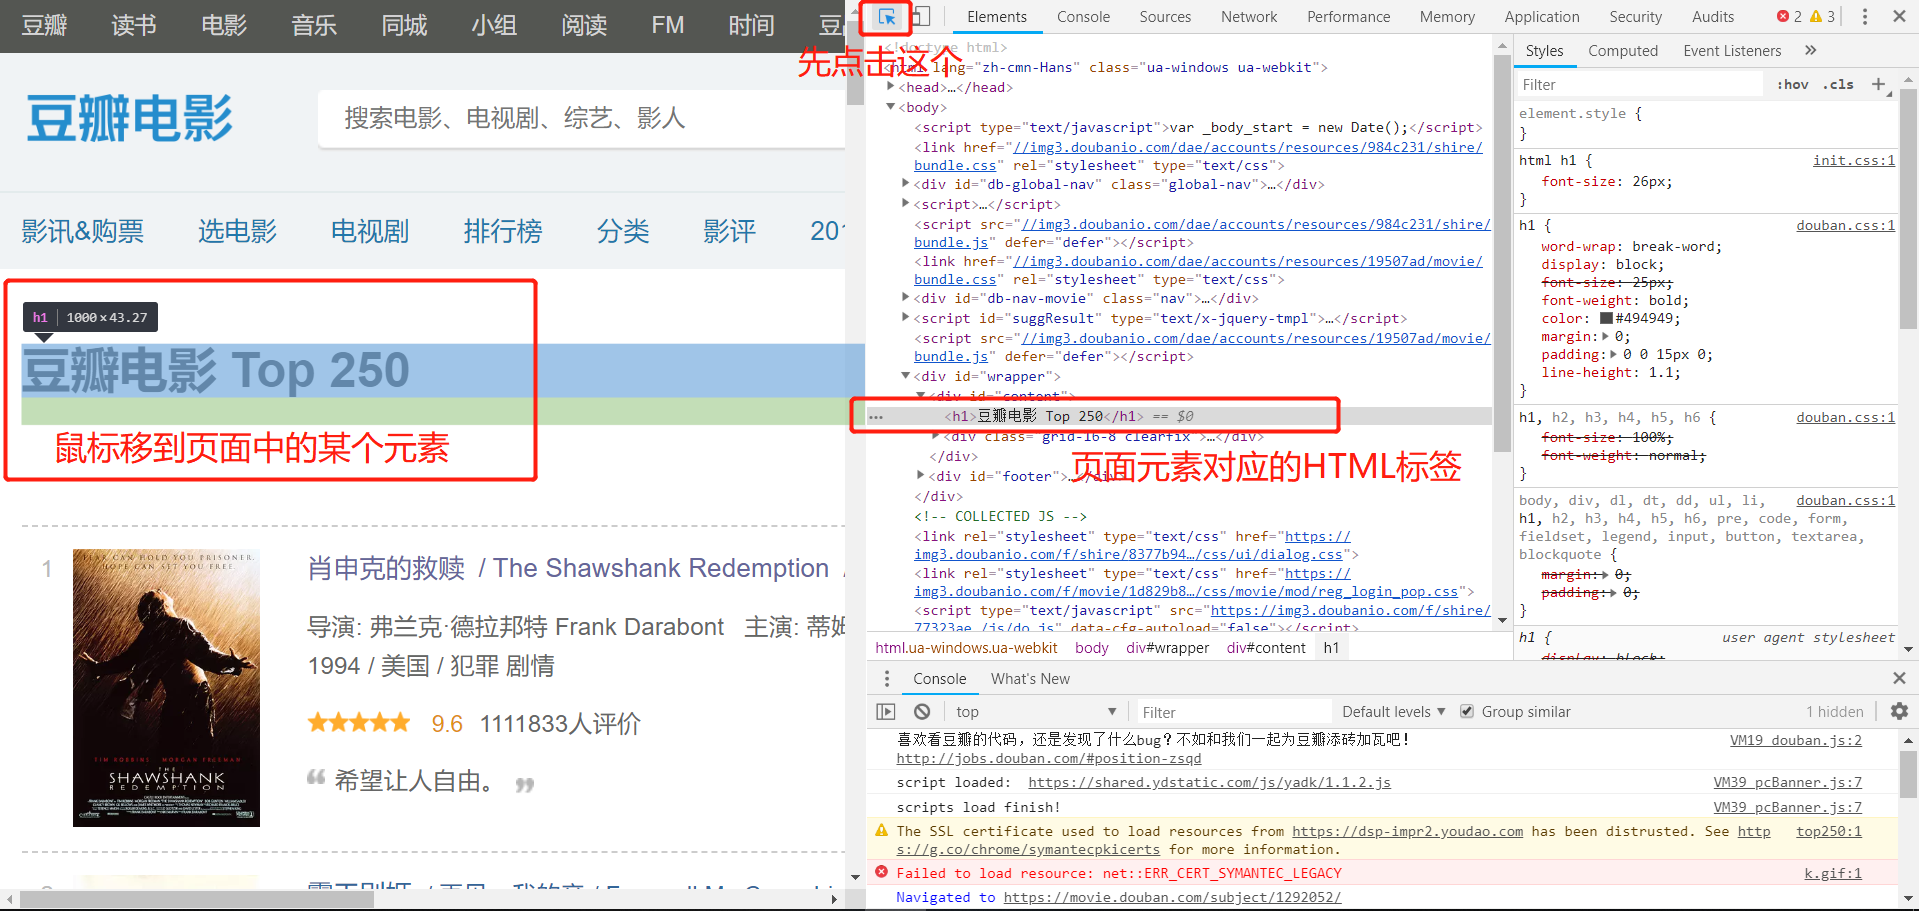 豆瓣 读书 电影 音乐 同城 小组 阅读 FM 时间
豆瓣电影
搜索电影、电视剧、综艺、影人
影讯&购票 选电影 电视剧 排行榜 分类 影评
h1 1000×43.27
豆瓣电影 Top 250
鼠标移到页面中的某个元素
1
肖申克的救赎 / The Shawshank Redemption /
导演: 弗兰克·德拉邦特 Frank Darabont 主演: 蒂姆
1994 / 美国 / 犯罪 剧情
9.6 1111833人评价
希望让人自由。
FEAR CAN HOLD YOU PRISONER.
HOPE CAN SET YOU FREE.
TIM ROBBINS MORGAN FREEMAN
THE
SHAWSHANK
REDEMPTION
Elements Console Sources Network Performance Memory Application Security Audits 2 3
先点击这个
<!doctype html>
<html lang="zh-cmn-Hans" class="ua-windows ua-webkit">
<head>…</head>
<body>
<script type="text/javascript">var _body_start = new Date();</script>
<link href="//img3.doubanio.com/dae/accounts/resources/984c231/shire/
bundle.css" rel="stylesheet" type="text/css">
<div id="db-global-nav" class="global-nav">…</div>
<script>…</script>
<script src="//img3.doubanio.com/dae/accounts/resources/984c231/shire/
bundle.js" defer="defer"></script>
<link href="//img3.doubanio.com/dae/accounts/resources/19507ad/movie/
bundle.css" rel="stylesheet" type="text/css">
<div id="db-nav-movie" class="nav">…</div>
<script id="suggResult" type="text/x-jquery-tmpl">…</script>
<script src="//img3.doubanio.com/dae/accounts/resources/19507ad/movie/
bundle.js" defer="defer"></script>
<div id="wrapper">
<div id="content">
… <h1>豆瓣电影 Top 250</h1> == $0
<div class="grid-16-8 clearfix">…</div>
</div>
页面元素对应的HTML标签
<div id="footer">…</div>
</div>
<!-- COLLECTED JS -->
<link rel="stylesheet" type="text/css" href="https://
img3.doubanio.com/f/shire/8377b94…/css/ui/dialog.css">
<link rel="stylesheet" type="text/css" href="https://
img3.doubanio.com/f/movie/1d829b8…/css/movie/mod/reg_login_pop.css">
<script type="text/javascript" src="https://img3.doubanio.com/f/shire/
77323ae…/js/do.js" data-cfg-autoload="false"></script>
html.ua-windows.ua-webkit body div#wrapper div#content h1
Styles Computed Event Listeners »
Filter :hov .cls +
element.style {
}
html h1 { init.css:1
font-size: 26px;
}
h1 { douban.css:1
word-wrap: break-word;
display: block;
font-size: 25px;
font-weight: bold;
color: #494949;
margin: 0;
padding: 0 0 15px 0;
line-height: 1.1;
}
h1, h2, h3, h4, h5, h6 { douban.css:1
font-size: 100%;
font-weight: normal;
}
body, div, dl, dt, dd, ul, li, douban.css:1
h1, h2, h3, h4, h5, h6, pre, code, form,
fieldset, legend, input, button, textarea,
blockquote {
margin: 0;
padding: 0;
}
h1 { user agent stylesheet
display: block;
Console What's New
top Filter Default levels Group similar 1 hidden
喜欢看豆瓣的代码，还是发现了什么bug？不如和我们一起为豆瓣添砖加瓦吧！ VM19 douban.js:2
http://jobs.douban.com/#position-zsqd
script loaded: https://shared.ydstatic.com/js/yadk/1.1.2.js VM39 pcBanner.js:7
scripts load finish! VM39 pcBanner.js:7
The SSL certificate used to load resources from https://dsp-impr2.youdao.com has been distrusted. See http top250:1
s://g.co/chrome/symantecpkicerts for more information.
Failed to load resource: net::ERR_CERT_SYMANTEC_LEGACY k.gif:1
Navigated to https://movie.douban.com/subject/1292052/